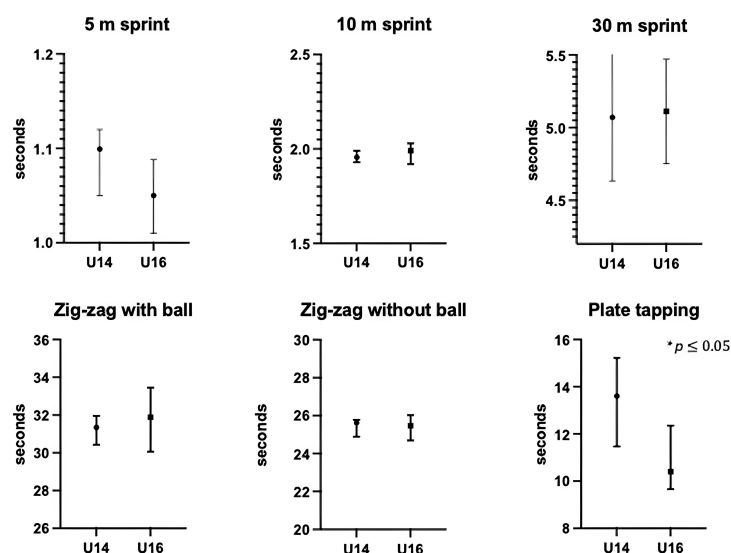 5 m sprint
10 m sprint
30 m sprint
1.2
1.1
1.0
seconds
U14
U16
2.5
2.0
1.5
seconds
U14
U16
5.5
5.0
4.5
seconds
U14
U16
Zig-zag with ball
Zig-zag without ball
Plate tapping
36
34
32
30
28
26
seconds
U14
U16
30
28
26
24
22
20
seconds
U14
U16
* p ≤ 0.05
16
14
12
10
8
seconds
U14
U16